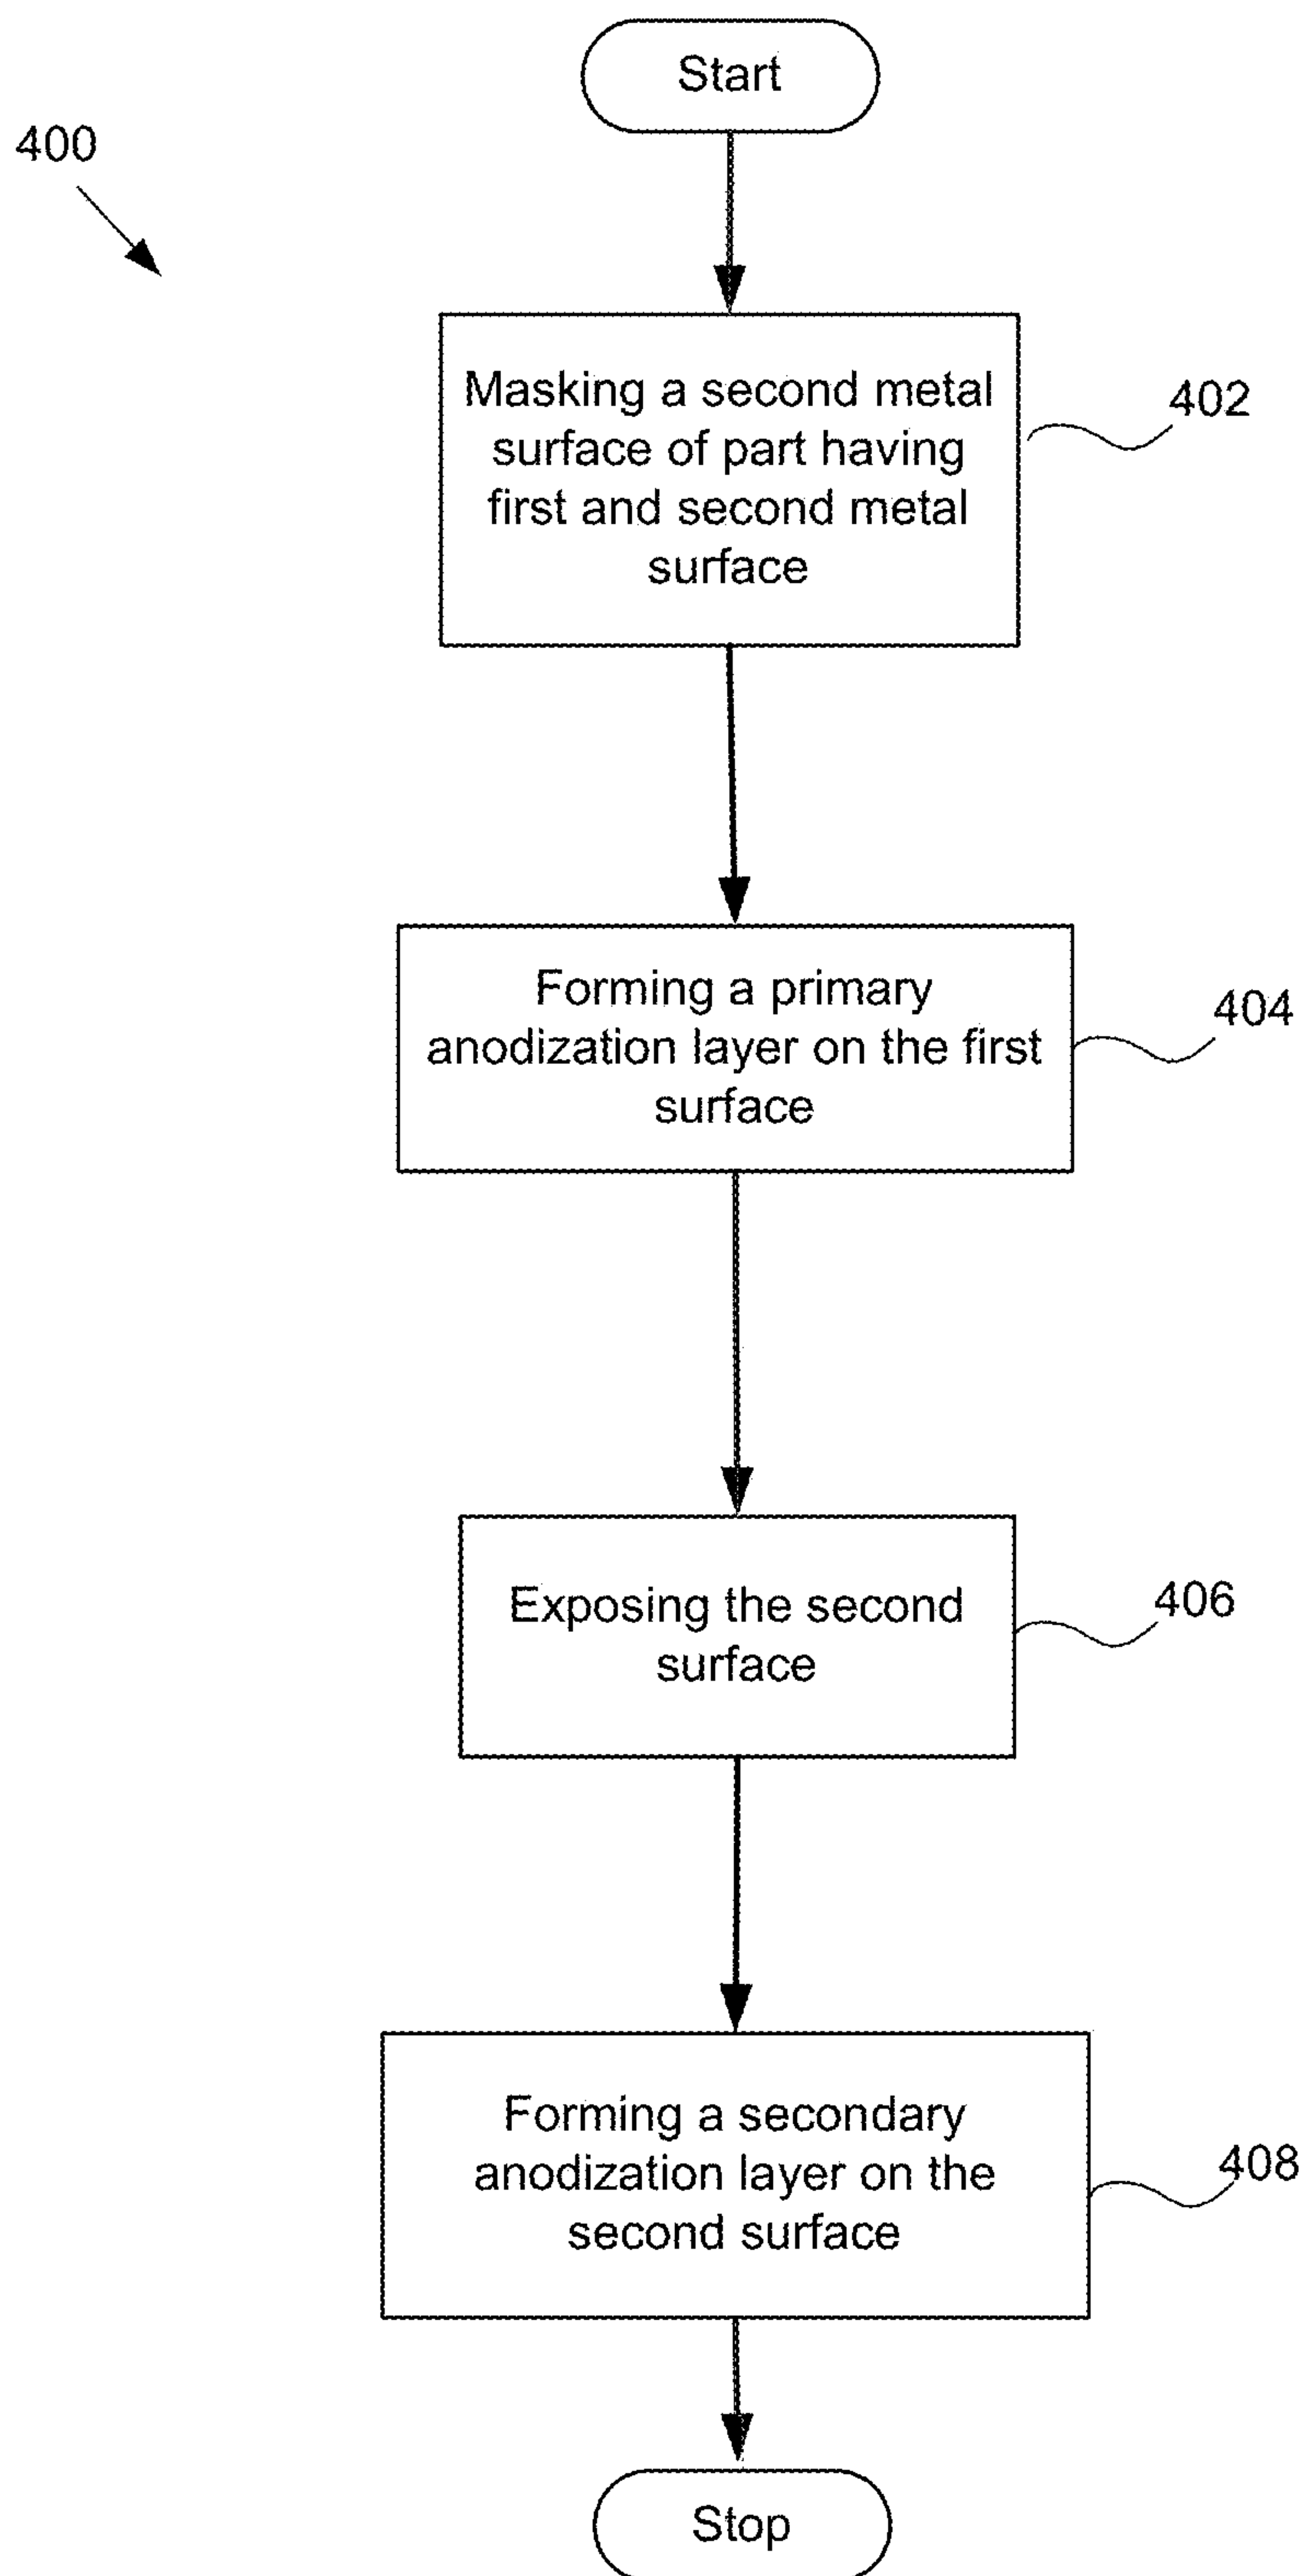 Start
400
Masking a second metal
surface of part having
first and second metal
surface
402
Forming a primary
anodization layer on the first
surface
404
Exposing the second
surface
406
Forming a secondary
anodization layer on the
second surface
408
Stop